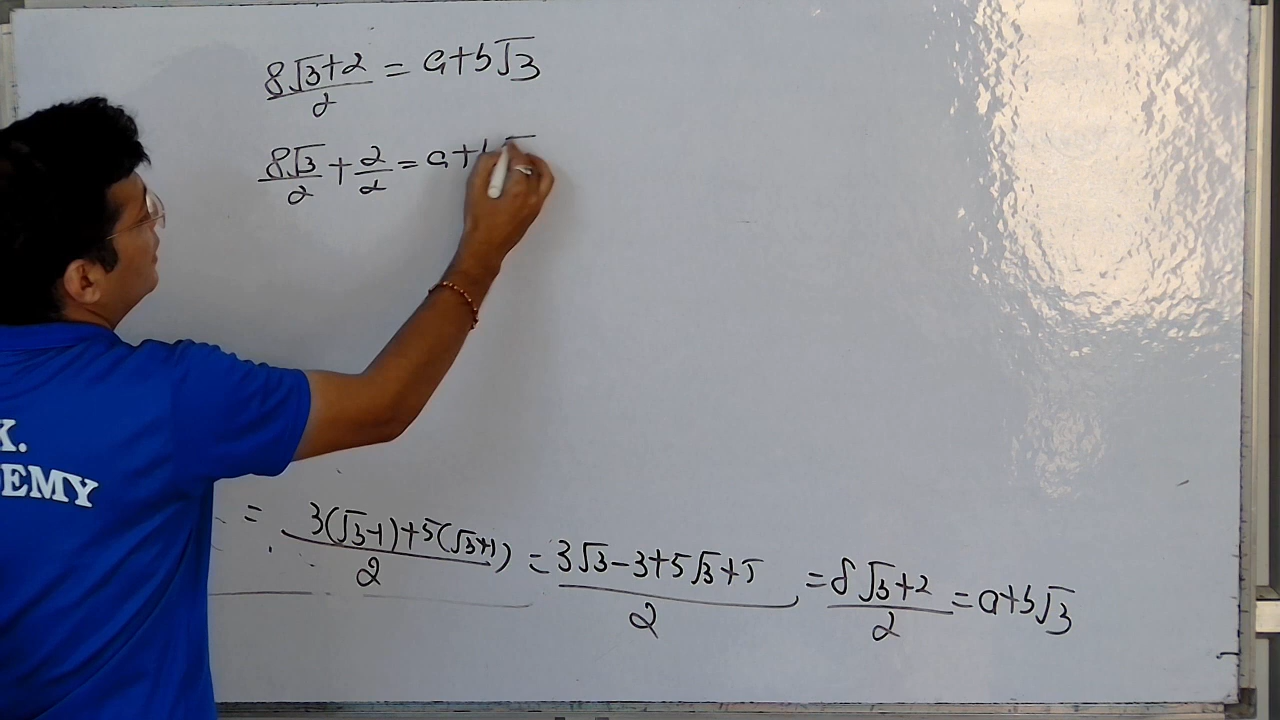 (8√3+2)/2 = a+b√3
8√3/2 + 2/2 = a+
K.
DEMY
= (3(√3-1)+5(√3+1))/2 = (3√3-3+5√3+5)/2 = (8√3+2)/2 = a+b√3